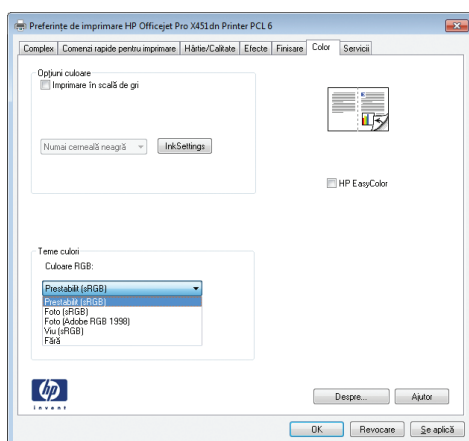 Preferințe de imprimare HP Officejet Pro X451dn Printer PCL 6
Complex Comenzi rapide pentru imprimare Hârtie/Calitate Efecte Finisare Color Servicii
Opțiuni culoare
Imprimare în scală de gri
Numai cerneală neagră InkSettings
HP EasyColor
Teme culori
Culoare RGB:
Prestabilit (sRGB)
Prestabilit (sRGB)
Foto (sRGB)
Foto (Adobe RGB 1998)
Viu (sRGB)
Fără
hp
invent
Despre... Ajutor
OK Revocare Se aplică